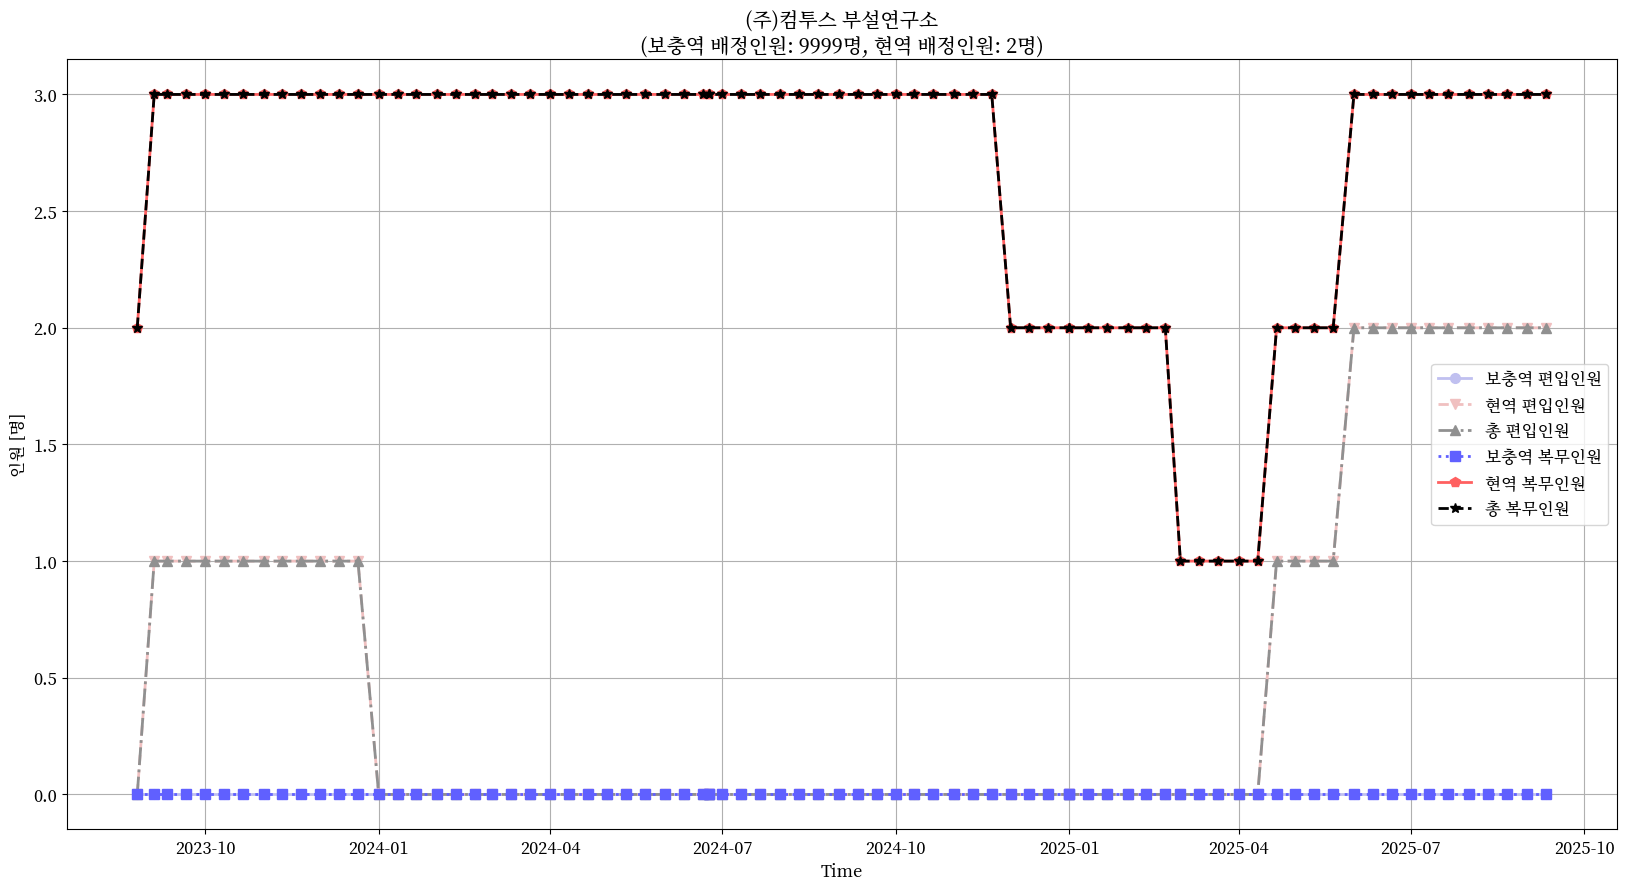 (주)컴투스 부설연구소
(보충역 배정인원: 9999명, 현역 배정인원: 2명)
3.0
2.5
2.0
1.5
1.0
0.5
0.0
인원 [명]
보충역 편입인원
현역 편입인원
총 편입인원
보충역 복무인원
현역 복무인원
총 복무인원
2023-10
2024-01
2024-04
2024-07
2024-10
2025-01
2025-04
2025-07
2025-10
Time